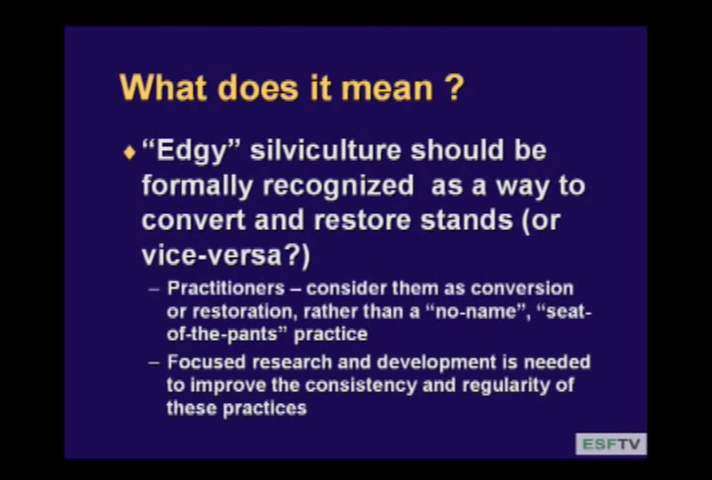 What does it mean ?
“Edgy” silviculture should be
formally recognized as a way to
convert and restore stands (or
vice-versa?)
– Practitioners – consider them as conversion
or restoration, rather than a “no-name”, “seat-
of-the-pants” practice
– Focused research and development is needed
to improve the consistency and regularity of
these practices
ESFTV